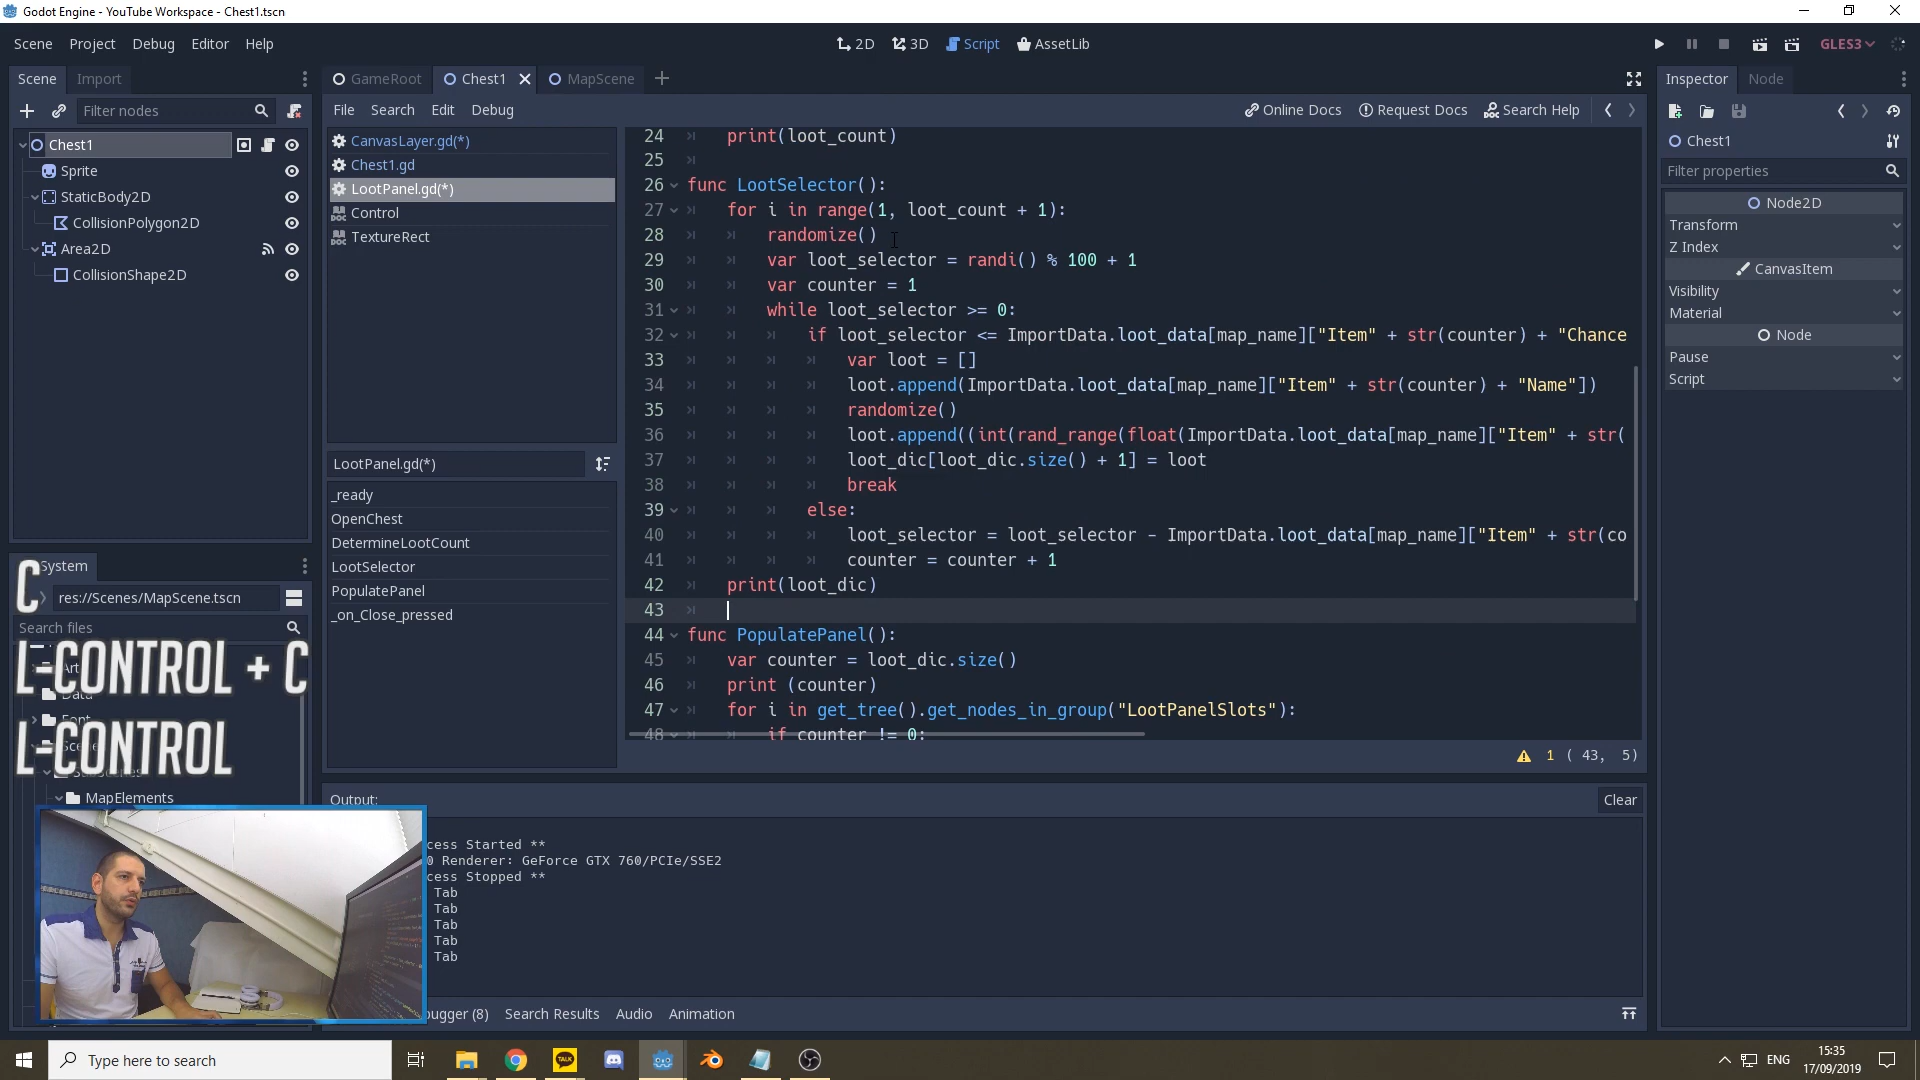 Godot Engine - YouTube Workspace - Chest1.tscn
Scene Project Debug Editor Help
2D 3D Script AssetLib
GLES3
Scene Import
Filter nodes
Chest1
Sprite
StaticBody2D
CollisionPolygon2D
Area2D
CollisionShape2D
GameRoot Chest1 MapScene
File Search Edit Debug
Online Docs Request Docs Search Help
CanvasLayer.gd(*)
Chest1.gd
LootPanel.gd(*)
Control
TextureRect
LootPanel.gd(*)
_ready
OpenChest
DetermineLootCount
LootSelector
PopulatePanel
_on_Close_pressed
24 print(loot_count)
25
26 func LootSelector():
27 for i in range(1, loot_count + 1):
28 randomize()
29 var loot_selector = randi() % 100 + 1
30 var counter = 1
31 while loot_selector >= 0:
32 if loot_selector <= ImportData.loot_data[map_name]["Item" + str(counter) + "Chance
33 var loot = []
34 loot.append(ImportData.loot_data[map_name]["Item" + str(counter) + "Name"])
35 randomize()
36 loot.append((int(rand_range(float(ImportData.loot_data[map_name]["Item" + str(
37 loot_dic[loot_dic.size() + 1] = loot
38 break
39 else:
40 loot_selector = loot_selector - ImportData.loot_data[map_name]["Item" + str(co
41 counter = counter + 1
42 print(loot_dic)
43
44 func PopulatePanel():
45 var counter = loot_dic.size()
46 print (counter)
47 for i in get_tree().get_nodes_in_group("LootPanelSlots"):
48 if counter != 0:
1 ( 43, 5)
Inspector Node
Chest1
Filter properties
Node2D
Transform
Z Index
CanvasItem
Visibility
Material
Node
Pause
Script
System
res://Scenes/MapScene.tscn
Search files
MapElements
C
L-CONTROL + C
L-CONTROL
Output:
Clear
cess Started **
0 Renderer: GeForce GTX 760/PCIe/SSE2
cess Stopped **
Tab
Tab
Tab
Tab
Tab
ugger (8) Search Results Audio Animation
Type here to search
TALK
ENG
15:35
17/09/2019